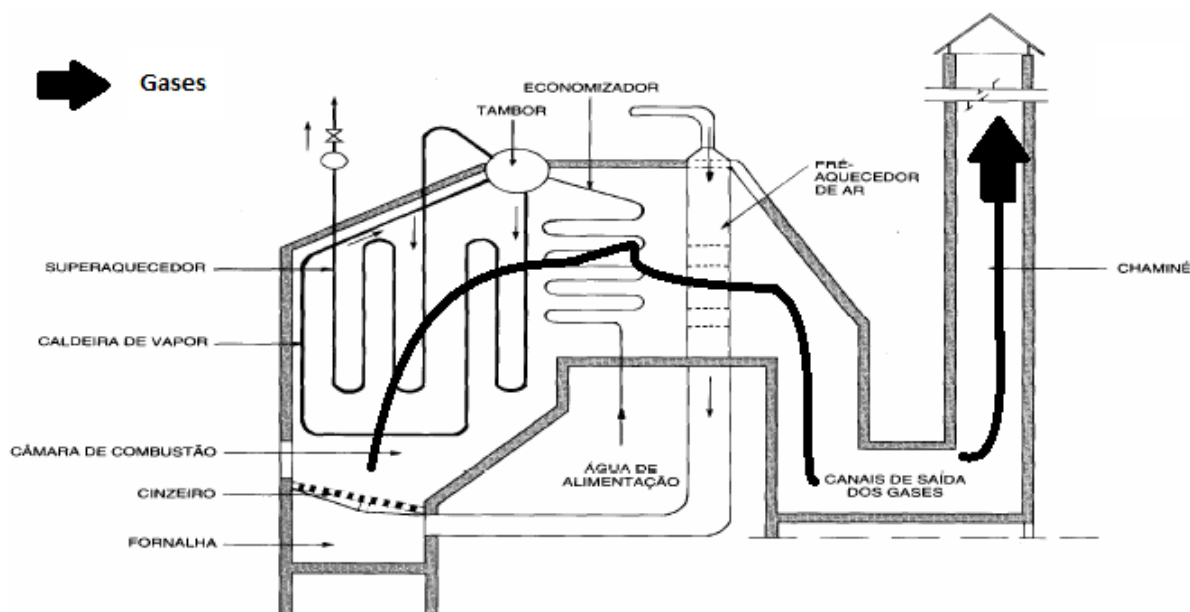 Gases
ECONOMIZADOR
TAMBOR
PRÉ-
AQUECEDOR
DE AR
SUPERAQUECEDOR
CHAMINÉ
CALDEIRA DE VAPOR
CÂMARA DE COMBUSTÃO
ÁGUA DE
ALIMENTAÇÃO
CANAIS DE SAÍDA
DOS GASES
CINZEIRO
FORNALHA